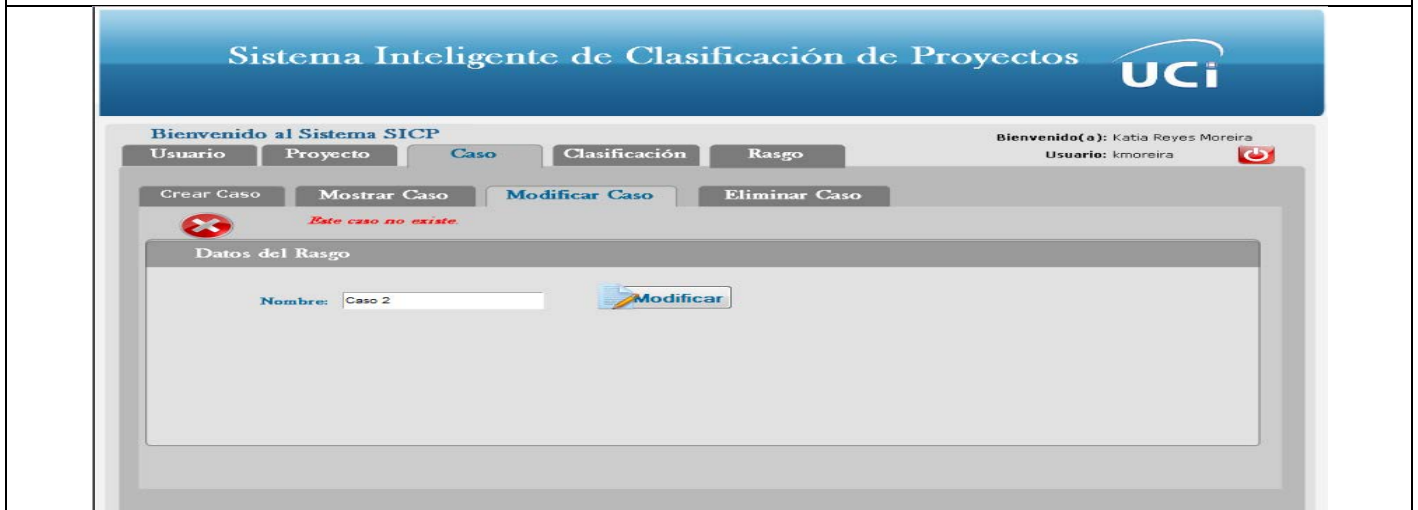 Sistema Inteligente de Clasificación de Proyectos
UCi
Bienvenido al Sistema SICP
Bienvenido(a): Katia Reyes Moreira
Usuario Proyecto Caso Clasificación Rasgo
Usuario: kmoreira
Crear Caso Mostrar Caso Modificar Caso Eliminar Caso
Este caso no existe.
Datos del Rasgo
Nombre: Caso 2 Modificar